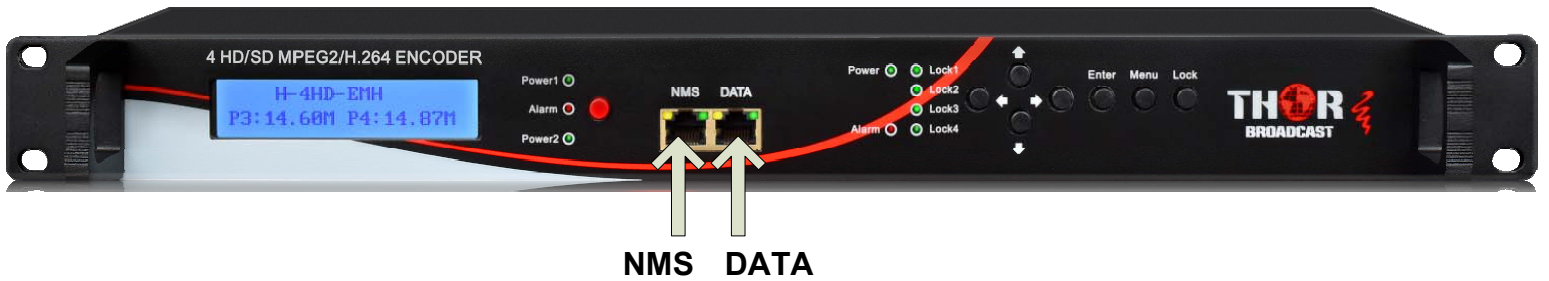 4 HD/SD MPEG2/H.264 ENCODER
H-4HD-EMH
P3:14.60M P4:14.87M
Power1
Alarm
Power2
NMS DATA
Power Lock1
Lock2
Lock3
Alarm Lock4
Enter Menu Lock
THOR
BROADCAST
NMS DATA